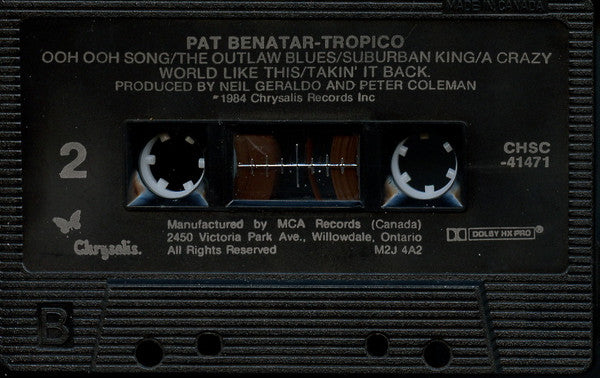 MADE IN CANADA
PAT BENATAR-TROPICO
OOH OOH SONG/THE OUTLAW BLUES/SUBURBAN KING/A CRAZY
WORLD LIKE THIS/TAKIN' IT BACK.
PRODUCED BY NEIL GERALDO AND PETER COLEMAN
℗1984 Chrysalis Records Inc
2
CHSC
-41471
Chrysalis.
Manufactured by MCA Records (Canada)
2450 Victoria Park Ave., Willowdale, Ontario
All Rights Reserved M2J 4A2
DOLBY HX PRO
B